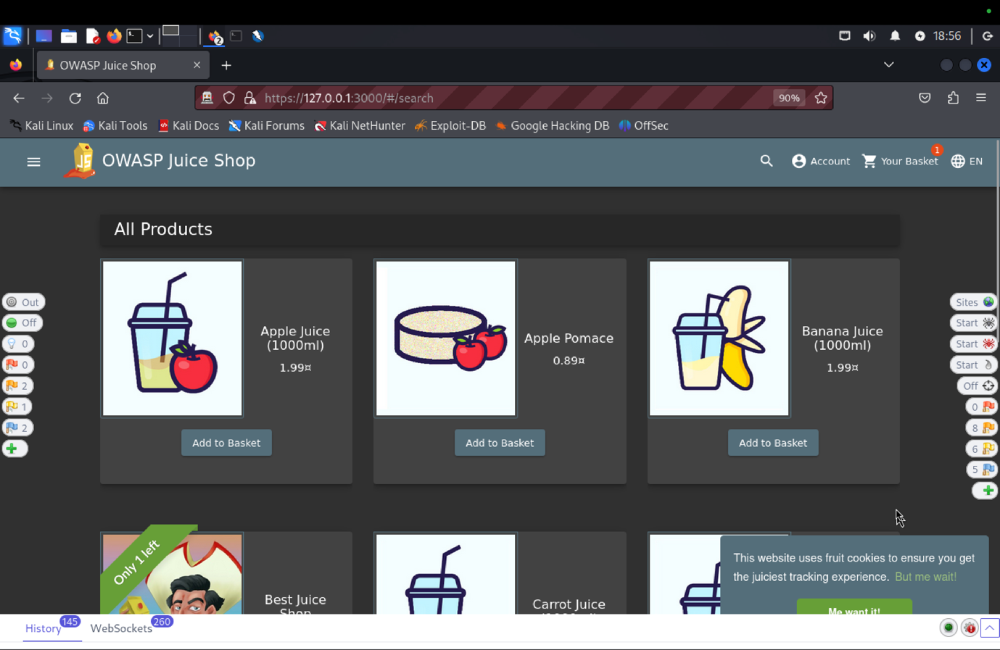 2
18:56
OWASP Juice Shop
https://127.0.0.1:3000/#/search
90%
Kali Linux
Kali Tools
Kali Docs
Kali Forums
Kali NetHunter
Exploit-DB
Google Hacking DB
OffSec
JS
OWASP Juice Shop
Account
Your Basket
1
EN
All Products
Apple Juice
(1000ml)
1.99¤
Add to Basket
Apple Pomace
0.89¤
Add to Basket
Banana Juice
(1000ml)
1.99¤
Add to Basket
Out
Off
0
0
2
1
2
Sites
Start
Start
Start
Off
0
8
6
5
Only 1 left
Best Juice
Shop
Carrot Juice
This website uses fruit cookies to ensure you get
the juiciest tracking experience. But me wait!
Me want it!
History
145
WebSockets
260